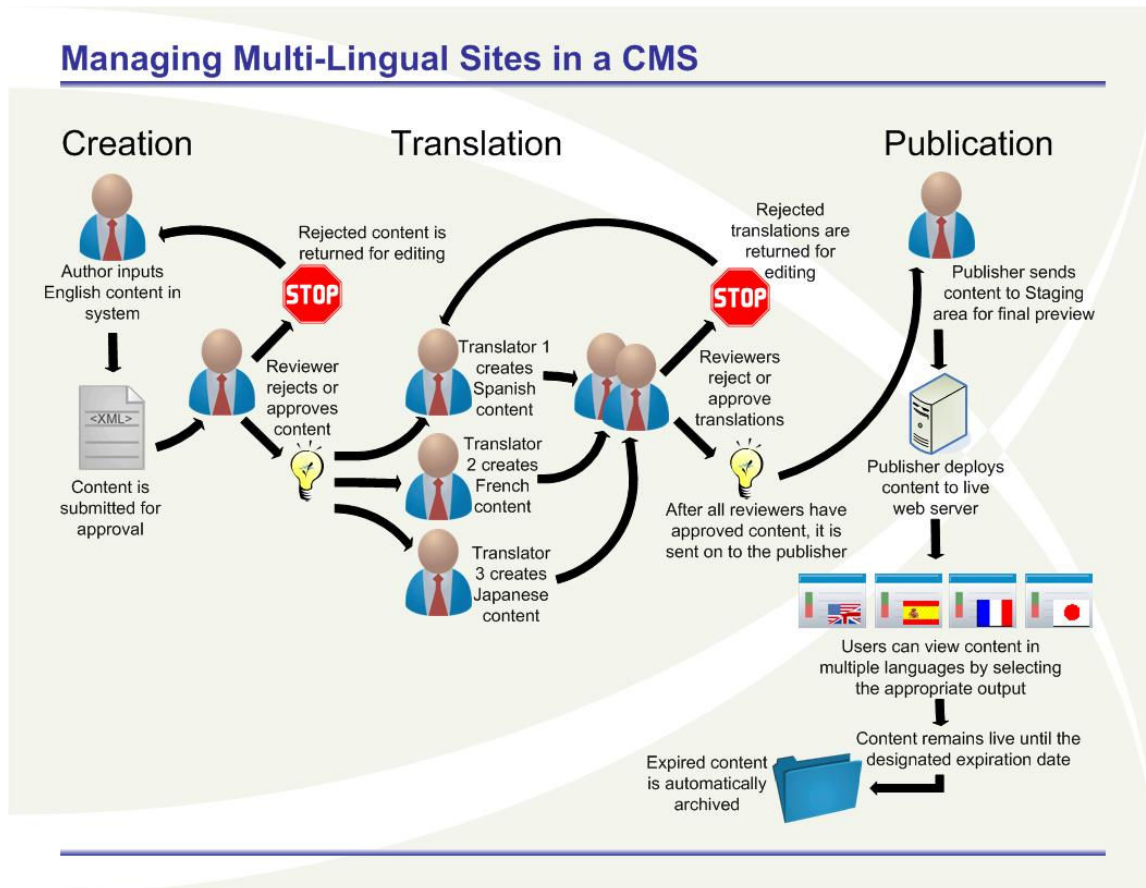 Managing Multi-Lingual Sites in a CMS
Creation
Translation
Publication
Author inputs
English content in
system
<XML>
Content is
submitted for
approval
Rejected content is
returned for editing
STOP
Reviewer
rejects or
approves
content
Translator 1
creates
Spanish
content
Translator
2 creates
French
content
Translator
3 creates
Japanese
content
Rejected
translations are
returned for
editing
STOP
Reviewers
reject or
approve
translations
After all reviewers have
approved content, it is
sent on to the publisher
Publisher sends
content to Staging
area for final preview
Publisher deploys
content to live
web server
Users can view content in
multiple languages by selecting
the appropriate output
Content remains live until the
designated expiration date
Expired content
is automatically
archived